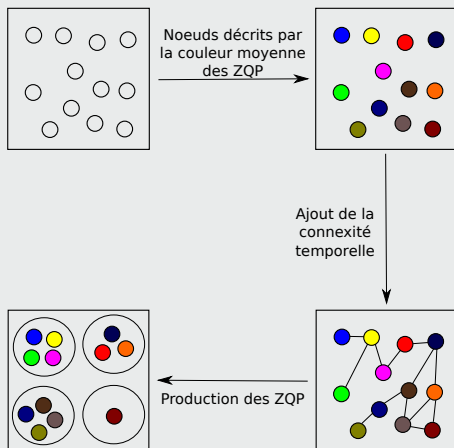 Noeuds décrits par
la couleur moyenne
des ZQP
Ajout de la
connexité
temporelle
Production des ZQP